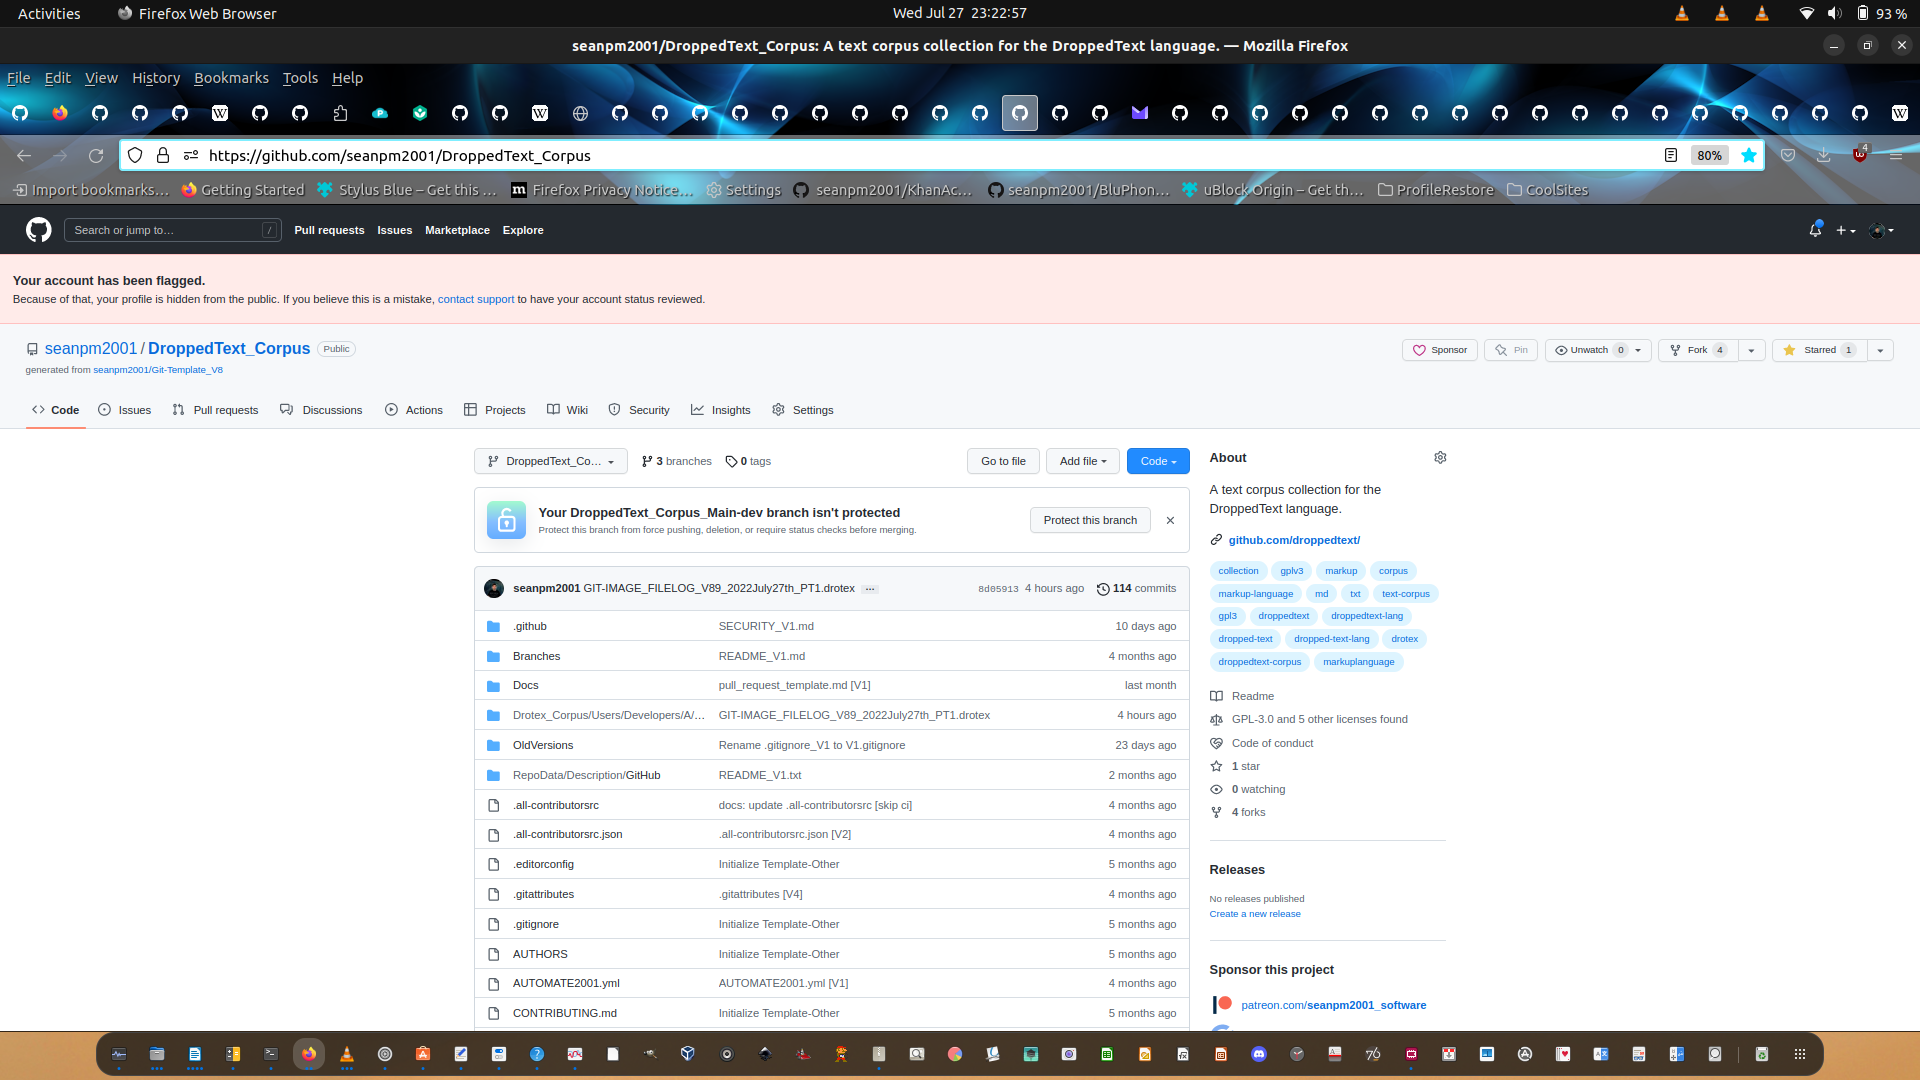 Activities
Firefox Web Browser
Wed Jul 27 23:22:57
93 %
seanpm2001/DroppedText_Corpus: A text corpus collection for the DroppedText language. — Mozilla Firefox
File Edit View History Bookmarks Tools Help
https://github.com/seanpm2001/DroppedText_Corpus
80%
4
Import bookmarks… Getting Started Stylus Blue – Get this … Firefox Privacy Notice… Settings seanpm2001/KhanAc… seanpm2001/BluPhon… uBlock Origin – Get th… ProfileRestore CoolSites
Search or jump to… /
Pull requests Issues Marketplace Explore
Your account has been flagged.
Because of that, your profile is hidden from the public. If you believe this is a mistake, contact support to have your account status reviewed.
seanpm2001 / DroppedText_Corpus Public
Sponsor Pin Unwatch 0 Fork 4 Starred 1
generated from seanpm2001/Git-Template_V8
Code Issues Pull requests Discussions Actions Projects Wiki Security Insights Settings
DroppedText_Co… 3 branches 0 tags Go to file Add file Code
Your DroppedText_Corpus_Main-dev branch isn't protected
Protect this branch from force pushing, deletion, or require status checks before merging.
Protect this branch
seanpm2001 GIT-IMAGE_FILELOG_V89_2022July27th_PT1.drotex … 8d05913 4 hours ago 114 commits
.github SECURITY_V1.md 10 days ago
Branches README_V1.md 4 months ago
Docs pull_request_template.md [V1] last month
Drotex_Corpus/Users/Developers/A/… GIT-IMAGE_FILELOG_V89_2022July27th_PT1.drotex 4 hours ago
OldVersions Rename .gitignore_V1 to V1.gitignore 23 days ago
RepoData/Description/GitHub README_V1.txt 2 months ago
.all-contributorsrc docs: update .all-contributorsrc [skip ci] 4 months ago
.all-contributorsrc.json .all-contributorsrc.json [V2] 4 months ago
.editorconfig Initialize Template-Other 5 months ago
.gitattributes .gitattributes [V4] 4 months ago
.gitignore Initialize Template-Other 5 months ago
AUTHORS Initialize Template-Other 5 months ago
AUTOMATE2001.yml AUTOMATE2001.yml [V1] 4 months ago
CONTRIBUTING.md Initialize Template-Other 5 months ago
About
A text corpus collection for the
DroppedText language.
github.com/droppedtext/
collection gplv3 markup corpus
markup-language md txt text-corpus
gpl3 droppedtext droppedtext-lang
dropped-text dropped-text-lang drotex
droppedtext-corpus markuplanguage
Readme
GPL-3.0 and 5 other licenses found
Code of conduct
1 star
0 watching
4 forks
Releases
No releases published
Create a new release
Sponsor this project
patreon.com/seanpm2001_software